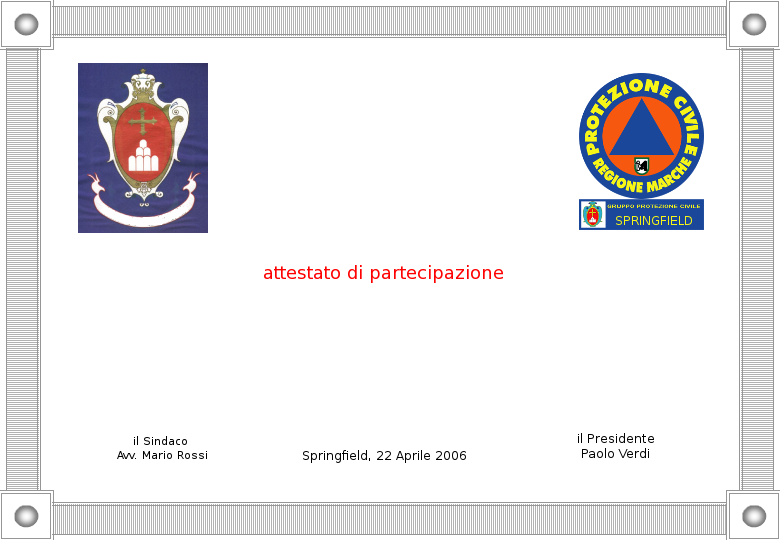 PROTEZIONE CIVILE
REGIONE MARCHE
GRUPPO PROTEZIONE CIVILE
SPRINGFIELD
attestato di partecipazione
il Sindaco
Avv. Mario Rossi
Springfield, 22 Aprile 2006
il Presidente
Paolo Verdi